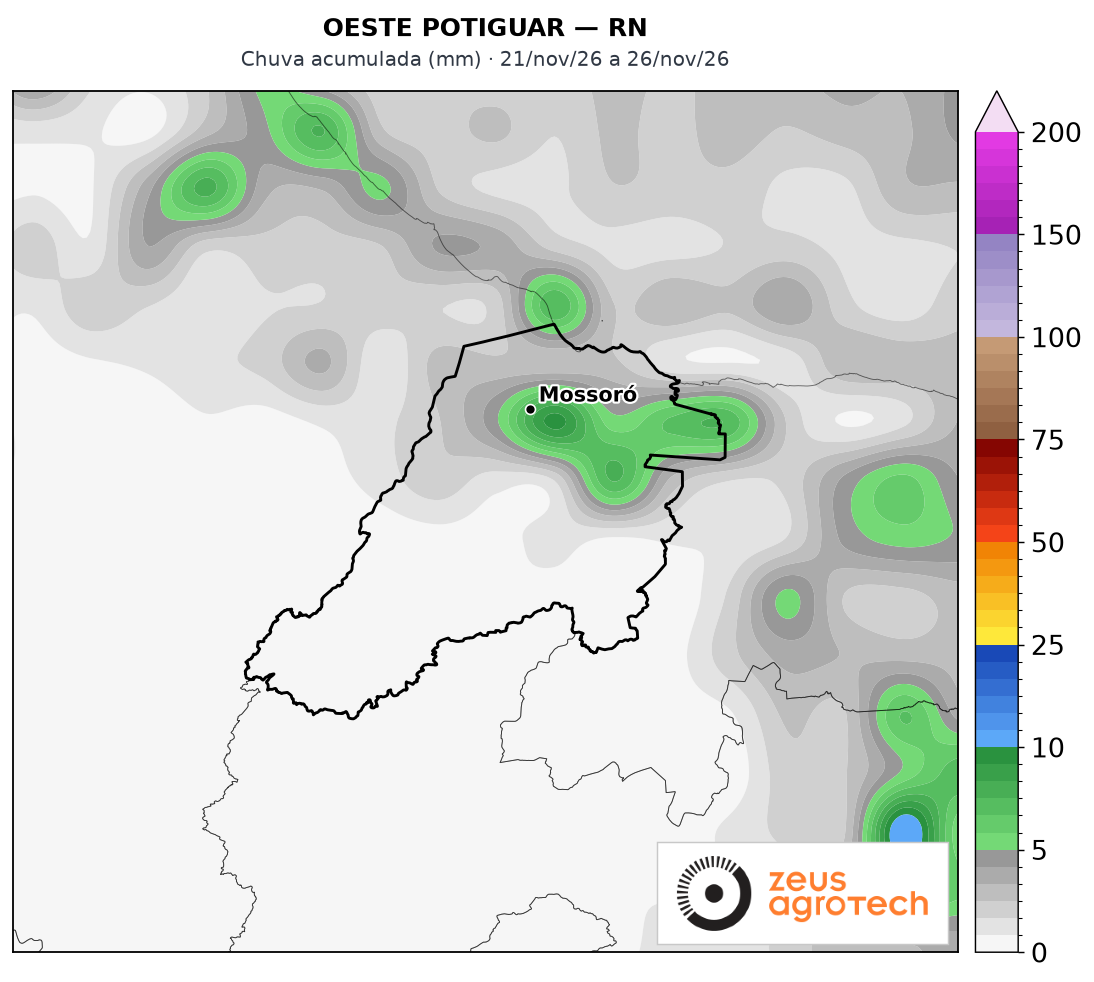 OESTE POTIGUAR — RN
Chuva acumulada (mm) · 21/nov/26 a 26/nov/26
Mossoró
200
150
100
75
50
25
10
5
0
zeus
agrotech